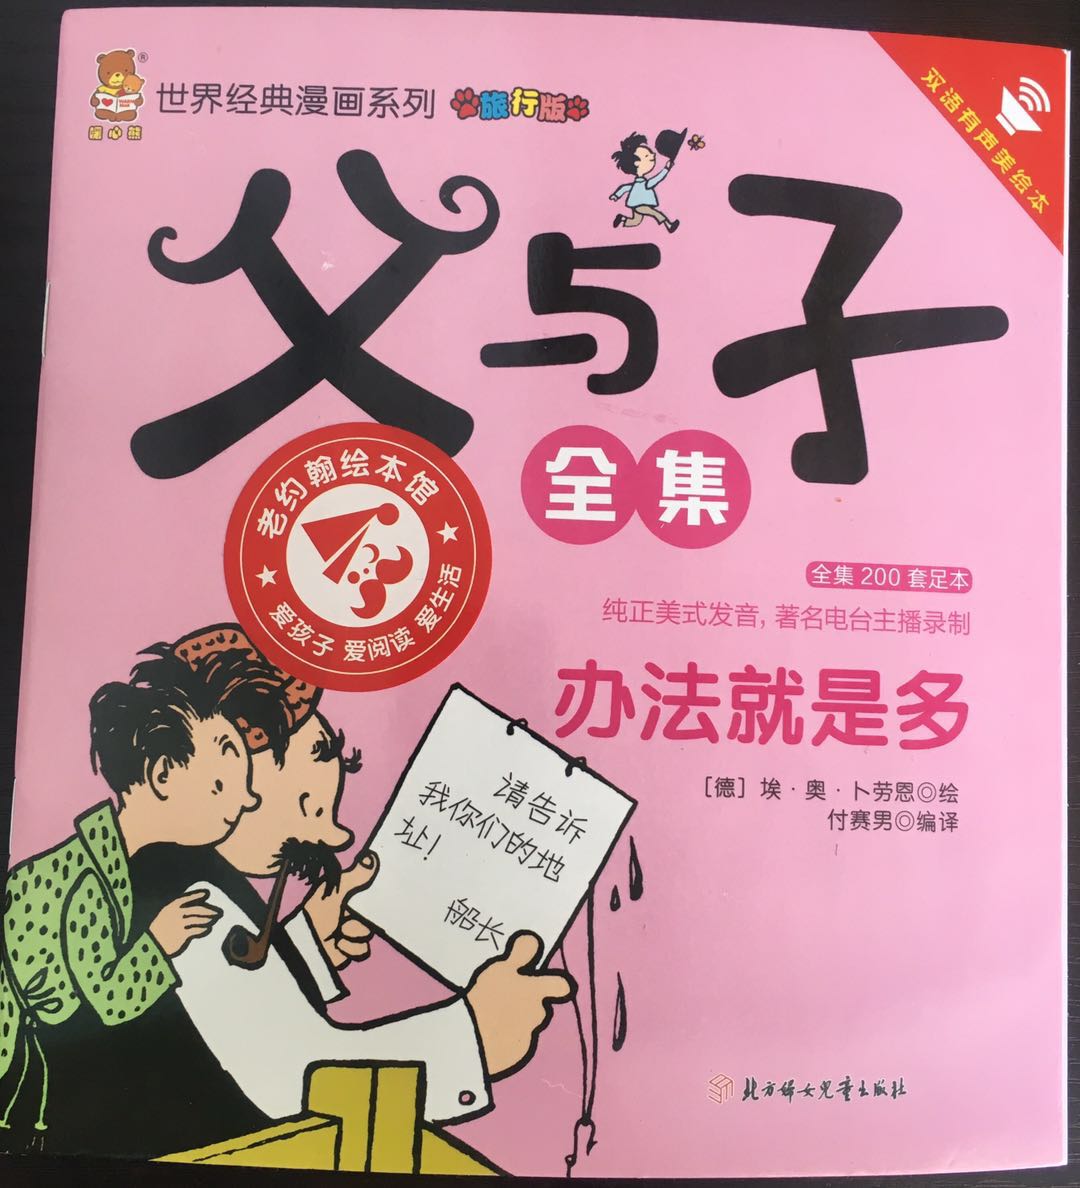 世界经典漫画系列 旅行版
暖心熊
双语有声美绘本
父与子
全集
老约翰绘本馆
爱孩子 爱阅读 爱生活
全集 200 套足本
纯正美式发音, 著名电台主播录制
办法就是多
[德] 埃·奥·卜劳恩◎绘
付赛男◎编译
请告诉
我你们的地
址!
船长
北方妇女儿童出版社